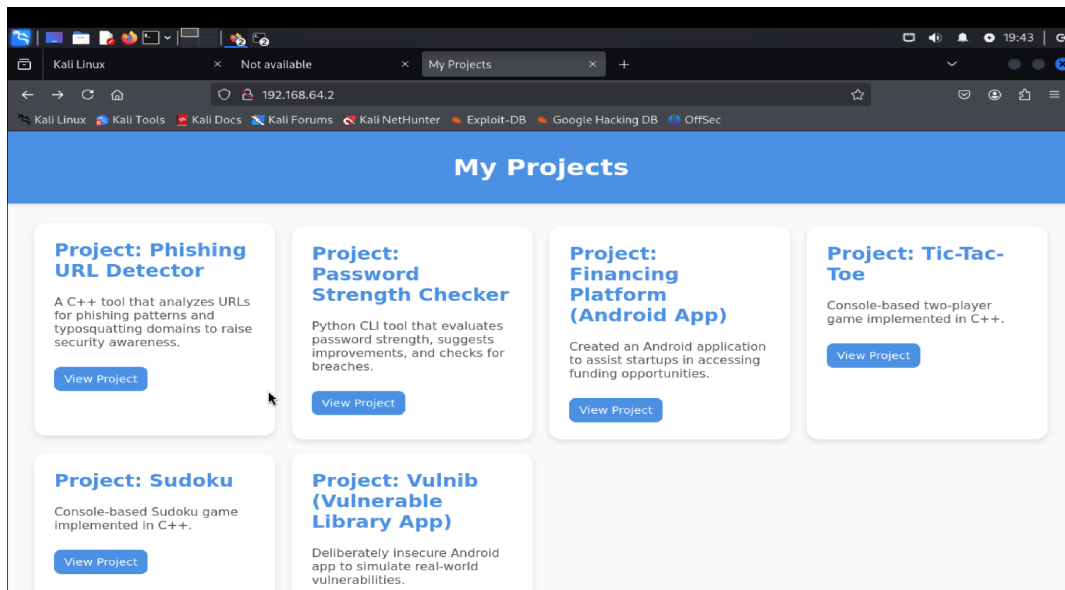 19:43
Kali Linux
Not available
My Projects
192.168.64.2
Kali Linux Kali Tools Kali Docs Kali Forums Kali NetHunter Exploit-DB Google Hacking DB OffSec
My Projects
Project: Phishing
URL Detector
A C++ tool that analyzes URLs
for phishing patterns and
typosquatting domains to raise
security awareness.
View Project
Project:
Password
Strength Checker
Python CLI tool that evaluates
password strength, suggests
improvements, and checks for
breaches.
View Project
Project:
Financing
Platform
(Android App)
Created an Android application
to assist startups in accessing
funding opportunities.
View Project
Project: Tic-Tac-
Toe
Console-based two-player
game implemented in C++.
View Project
Project: Sudoku
Console-based Sudoku game
implemented in C++.
View Project
Project: Vulnib
(Vulnerable
Library App)
Deliberately insecure Android
app to simulate real-world
vulnerabilities.